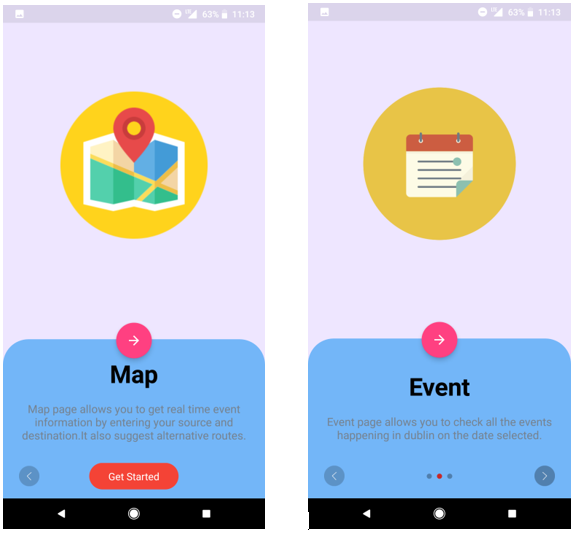 63% 11:13
Map
Map page allows you to get real time event
information by entering your source and
destination.It also suggest alternative routes.
Get Started
63% 11:13
Event
Event page allows you to check all the events
happening in dublin on the date selected.